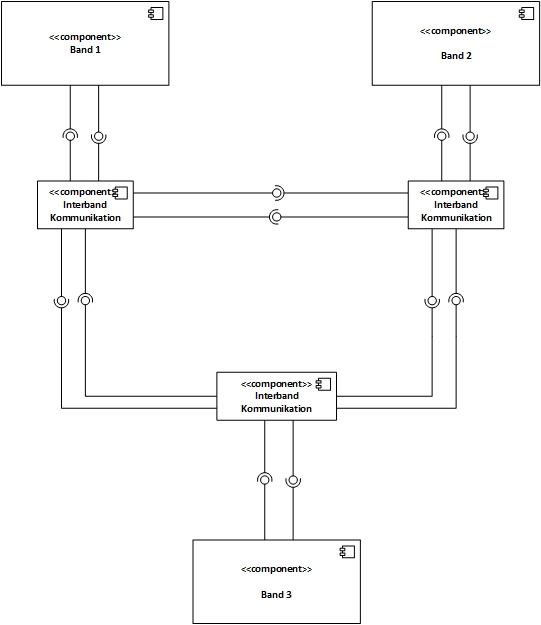 <<component>>
Band 1
<<component>>
Band 2
<<component>>
Interband
Kommunikation
<<component>>
Interband
Kommunikation
<<component>>
Interband
Kommunikation
<<component>>
Band 3